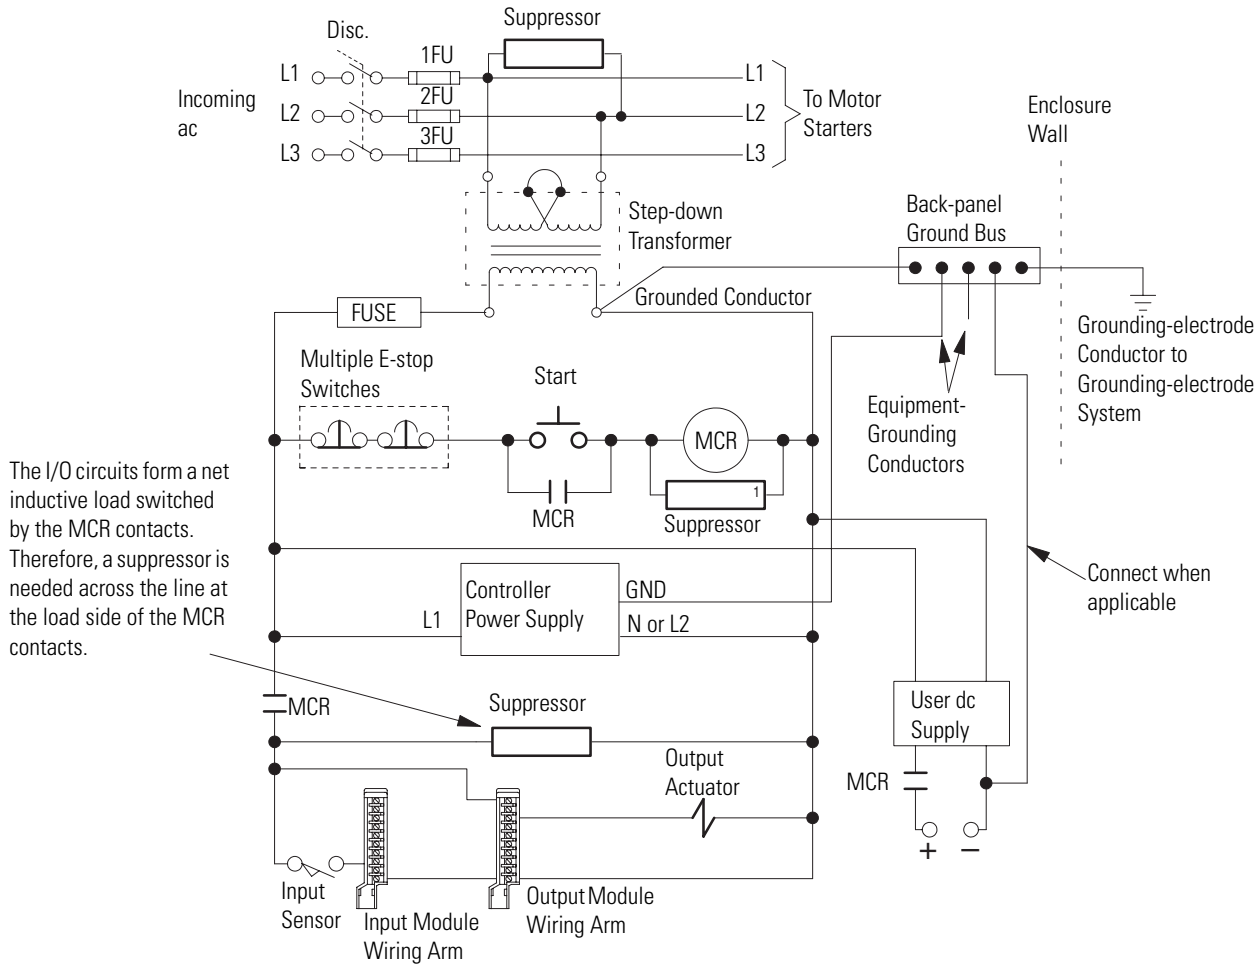 Suppressor
Disc.
1FU
L1
L1
Incoming
ac
2FU
L2
L2
To Motor
Starters
3FU
L3
L3
Enclosure
Wall
Step-down
Transformer
Back-panel
Ground Bus
Grounded Conductor
FUSE
Grounding-electrode
Conductor to
Grounding-electrode
System
Multiple E-stop
Switches
Start
Equipment-
Grounding
Conductors
MCR
The I/O circuits form a net
inductive load switched
by the MCR contacts.
Therefore, a suppressor is
needed across the line at
the load side of the MCR
contacts.
MCR
1
Suppressor
Controller
Power Supply
GND
L1
N or L2
Connect when
applicable
MCR
Suppressor
User dc
Supply
Output
Actuator
MCR
+
−
Input
Sensor
Input Module
Wiring Arm
Output Module
Wiring Arm